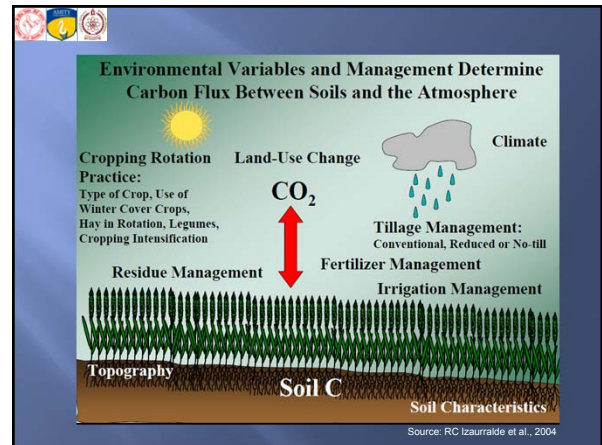 AMITY
Environmental Variables and Management Determine
Carbon Flux Between Soils and the Atmosphere
Cropping Rotation
Practice:
Type of Crop, Use of
Winter Cover Crops,
Hay in Rotation, Legumes,
Cropping Intensification
Land-Use Change
CO₂
Climate
Tillage Management:
Conventional, Reduced or No-till
Residue Management
Fertilizer Management
Irrigation Management
Topography
Soil C
Soil Characteristics
Source: RC Izaurralde et al., 2004